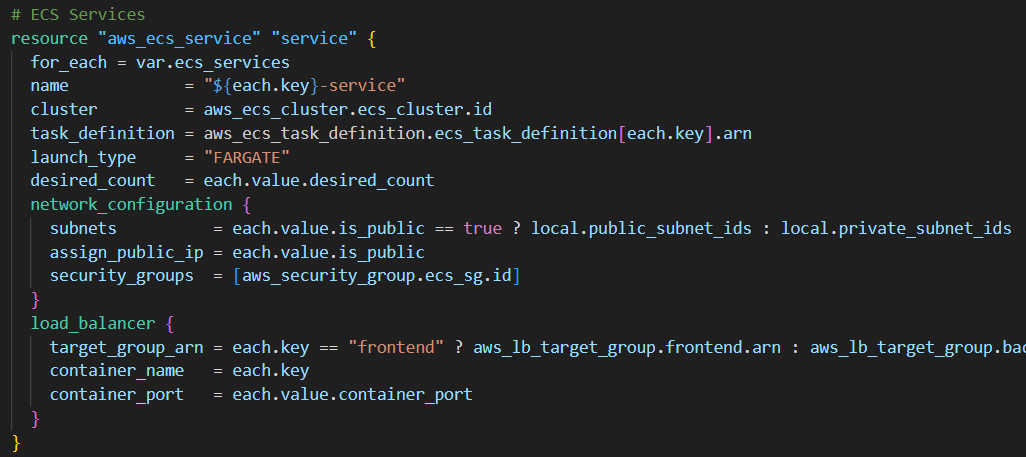 # ECS Services
resource "aws_ecs_service" "service" {
  for_each = var.ecs_services
  name            = "${each.key}-service"
  cluster         = aws_ecs_cluster.ecs_cluster.id
  task_definition = aws_ecs_task_definition.ecs_task_definition[each.key].arn
  launch_type     = "FARGATE"
  desired_count   = each.value.desired_count
  network_configuration {
    subnets          = each.value.is_public == true ? local.public_subnet_ids : local.private_subnet_ids
    assign_public_ip = each.value.is_public
    security_groups  = [aws_security_group.ecs_sg.id]
  }
  load_balancer {
    target_group_arn = each.key == "frontend" ? aws_lb_target_group.frontend.arn : aws_lb_target_group.bac
    container_name   = each.key
    container_port   = each.value.container_port
  }
}